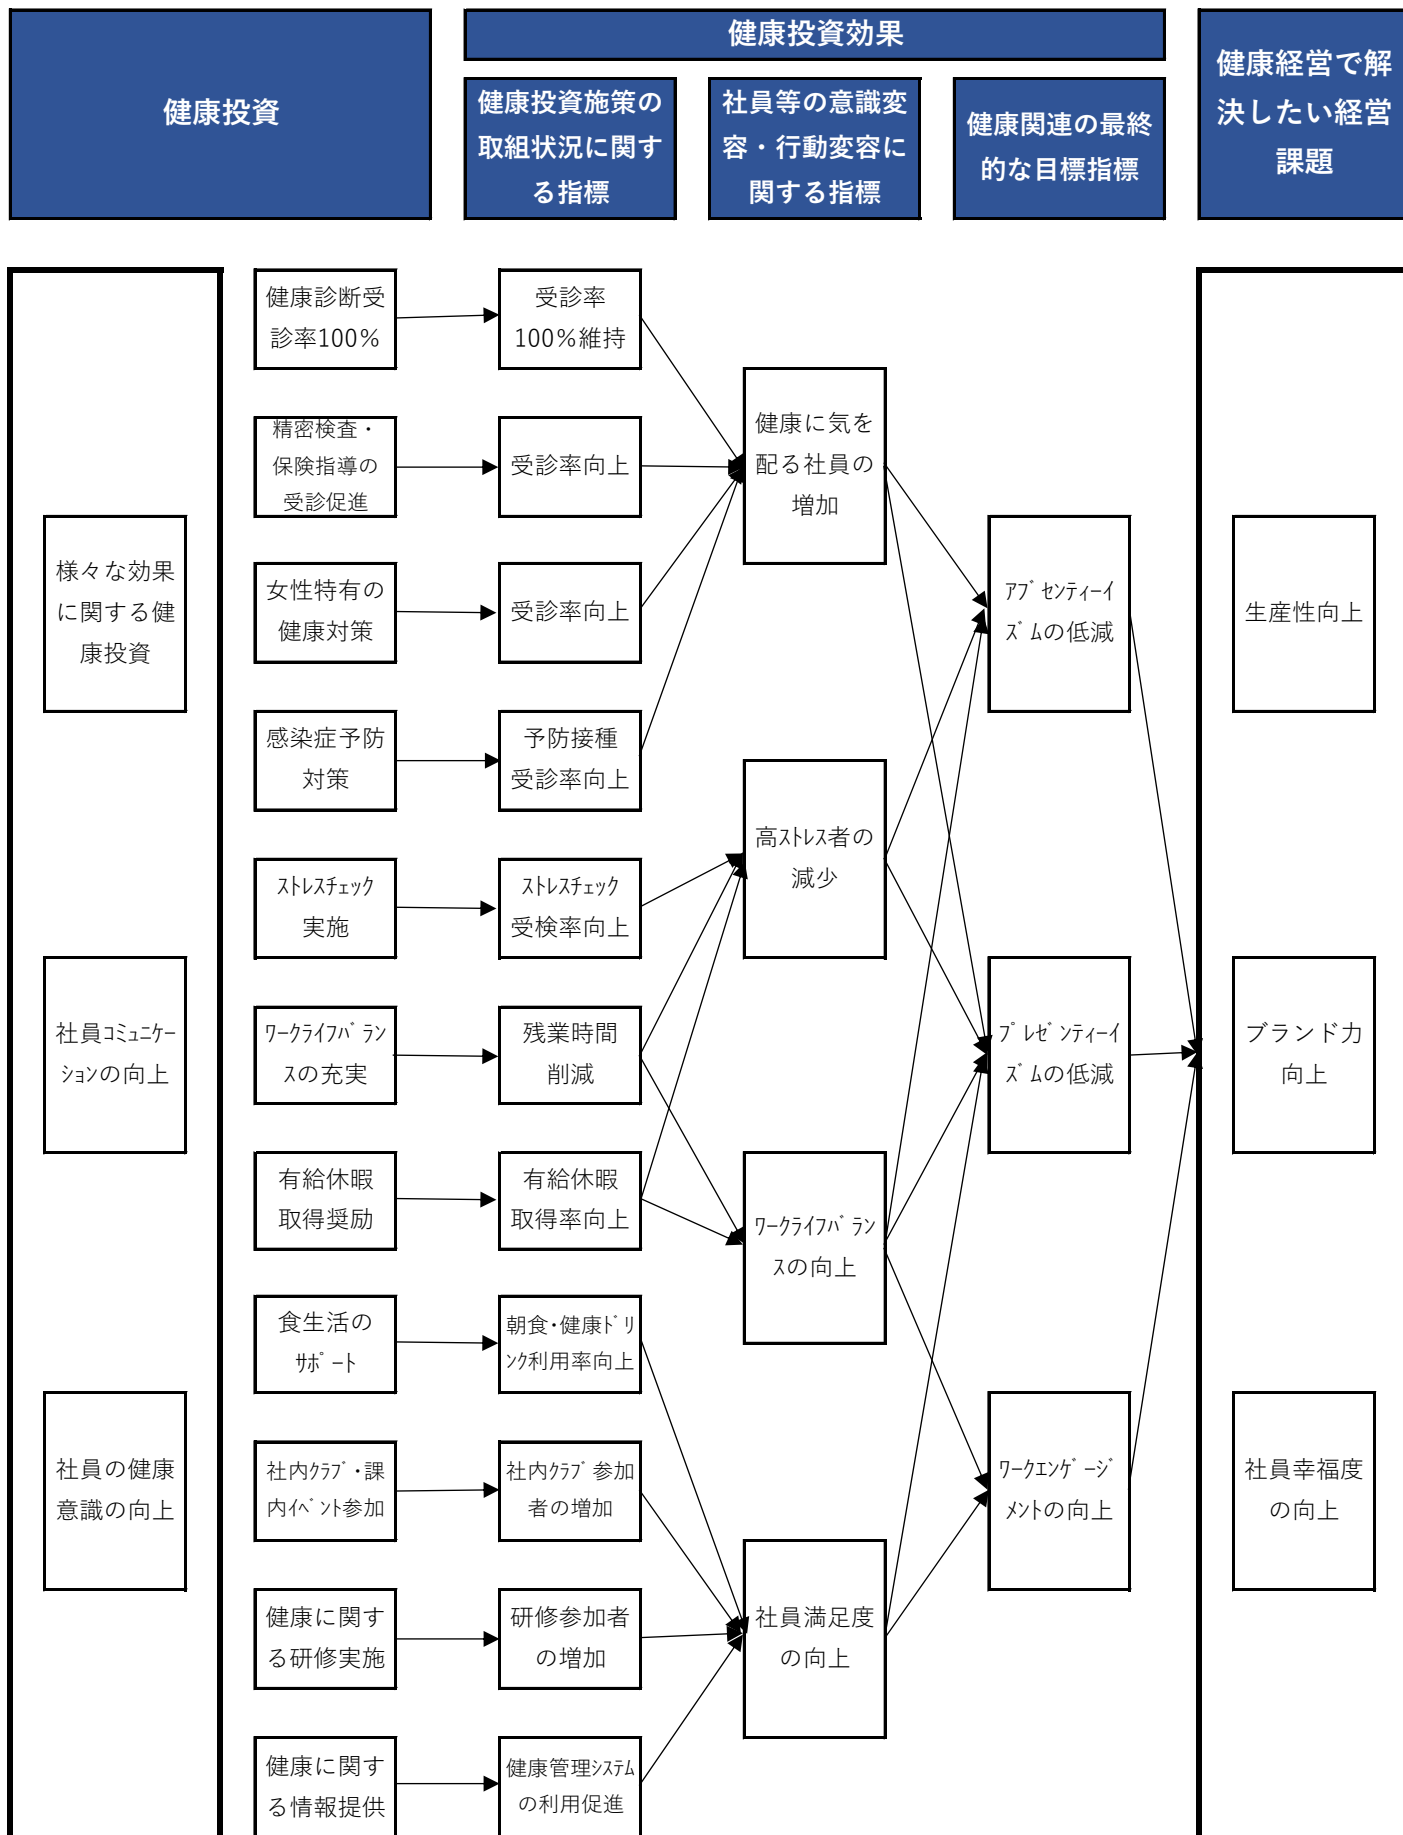 健康投資
健康投資効果
健康投資施策の
取組状況に関す
る指標
社員等の意識変
容・行動変容に
関する指標
健康関連の最終
的な目標指標
健康経営で解
決したい経営
課題
様々な効果
に関する健
康投資
社員ｺﾐｭﾆｹｰ
ｼｮﾝの向上
社員の健康
意識の向上
健康診断受
診率100％
精密検査・
保険指導の
受診促進
女性特有の
健康対策
感染症予防
対策
ｽﾄﾚｽﾁｪｯｸ
実施
ﾜｰｸﾗｲﾌﾊﾞﾗﾝ
ｽの充実
有給休暇
取得奨励
食生活の
ｻﾎﾟｰﾄ
社内ｸﾗﾌﾞ・課
内ｲﾍﾞﾝﾄ参加
健康に関す
る研修実施
健康に関す
る情報提供
受診率
100％維持
受診率向上
受診率向上
予防接種
受診率向上
ｽﾄﾚｽﾁｪｯｸ
受検率向上
残業時間
削減
有給休暇
取得率向上
朝食・健康ﾄﾞﾘ
ﾝｸ利用率向上
社内ｸﾗﾌﾞ参加
者の増加
研修参加者
の増加
健康管理ｼｽﾃﾑ
の利用促進
健康に気を
配る社員の
増加
高ｽﾄﾚｽ者の
減少
ﾜｰｸﾗｲﾌﾊﾞﾗﾝ
ｽの向上
社員満足度
の向上
ｱﾌﾞｾﾝﾃｨｰｲ
ｽﾞﾑの低減
ﾌﾟﾚｾﾞﾝﾃｨｰｲ
ｽﾞﾑの低減
ﾜｰｸｴﾝｹﾞｰｼﾞ
ﾒﾝﾄの向上
生産性向上
ブランド力
向上
社員幸福度
の向上